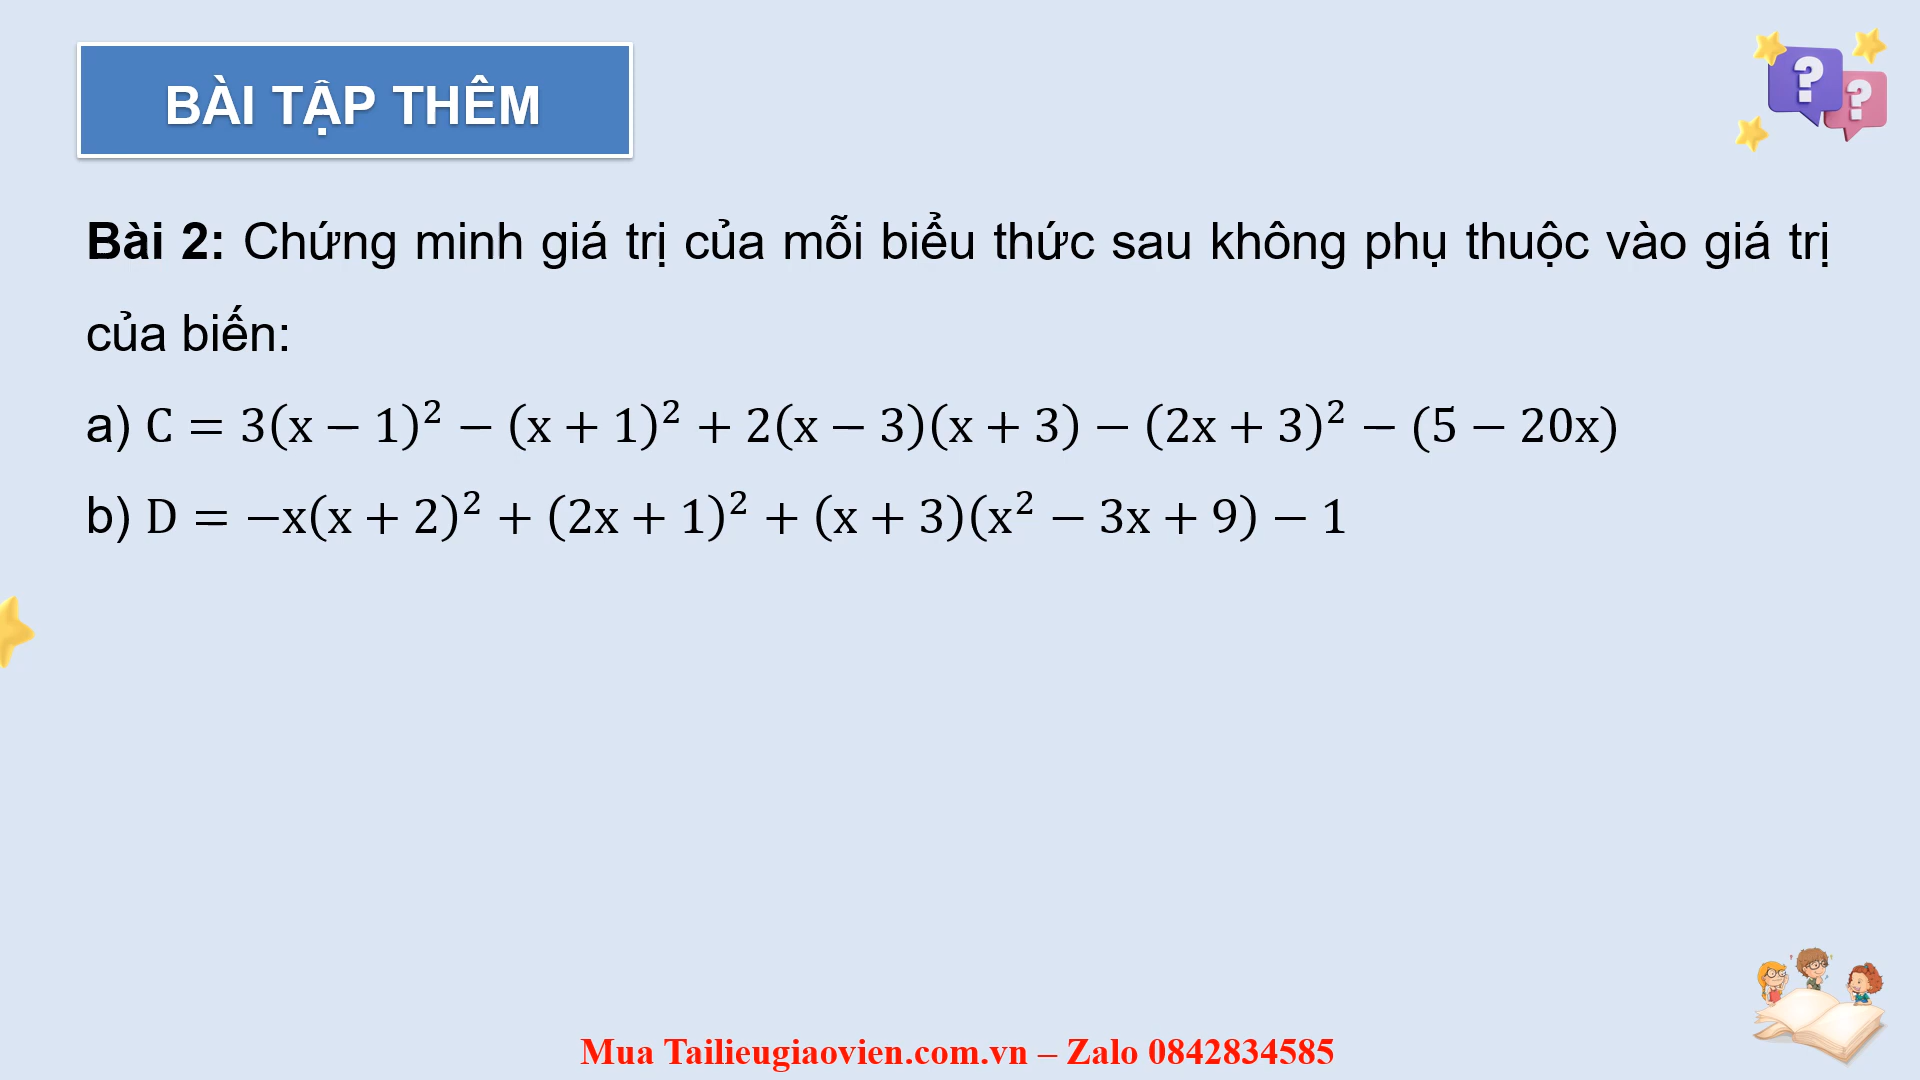 BÀI TẬP THÊM
? ?
Bài 2: Chứng minh giá trị của mỗi biểu thức sau không phụ thuộc vào giá trị
của biến:
a) C = 3(x − 1)² − (x + 1)² + 2(x − 3)(x + 3) − (2x + 3)² − (5 − 20x)
b) D = −x(x + 2)² + (2x + 1)² + (x + 3)(x² − 3x + 9) − 1
Mua Tailieugiaovien.com.vn – Zalo 0842834585